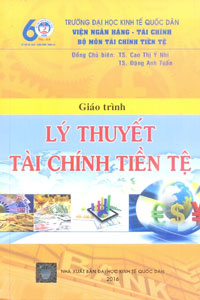 TRƯỜNG ĐẠI HỌC KINH TẾ QUỐC DÂN
VIỆN NGÂN HÀNG - TÀI CHÍNH
BỘ MÔN TÀI CHÍNH TIỀN TỆ
Đồng Chủ biên: TS. Cao Thị Ý Nhi
TS. Đặng Anh Tuấn
Giáo trình
LÝ THUYẾT
TÀI CHÍNH TIỀN TỆ
NHÀ XUẤT BẢN ĐẠI HỌC KINH TẾ QUỐC DÂN
2016